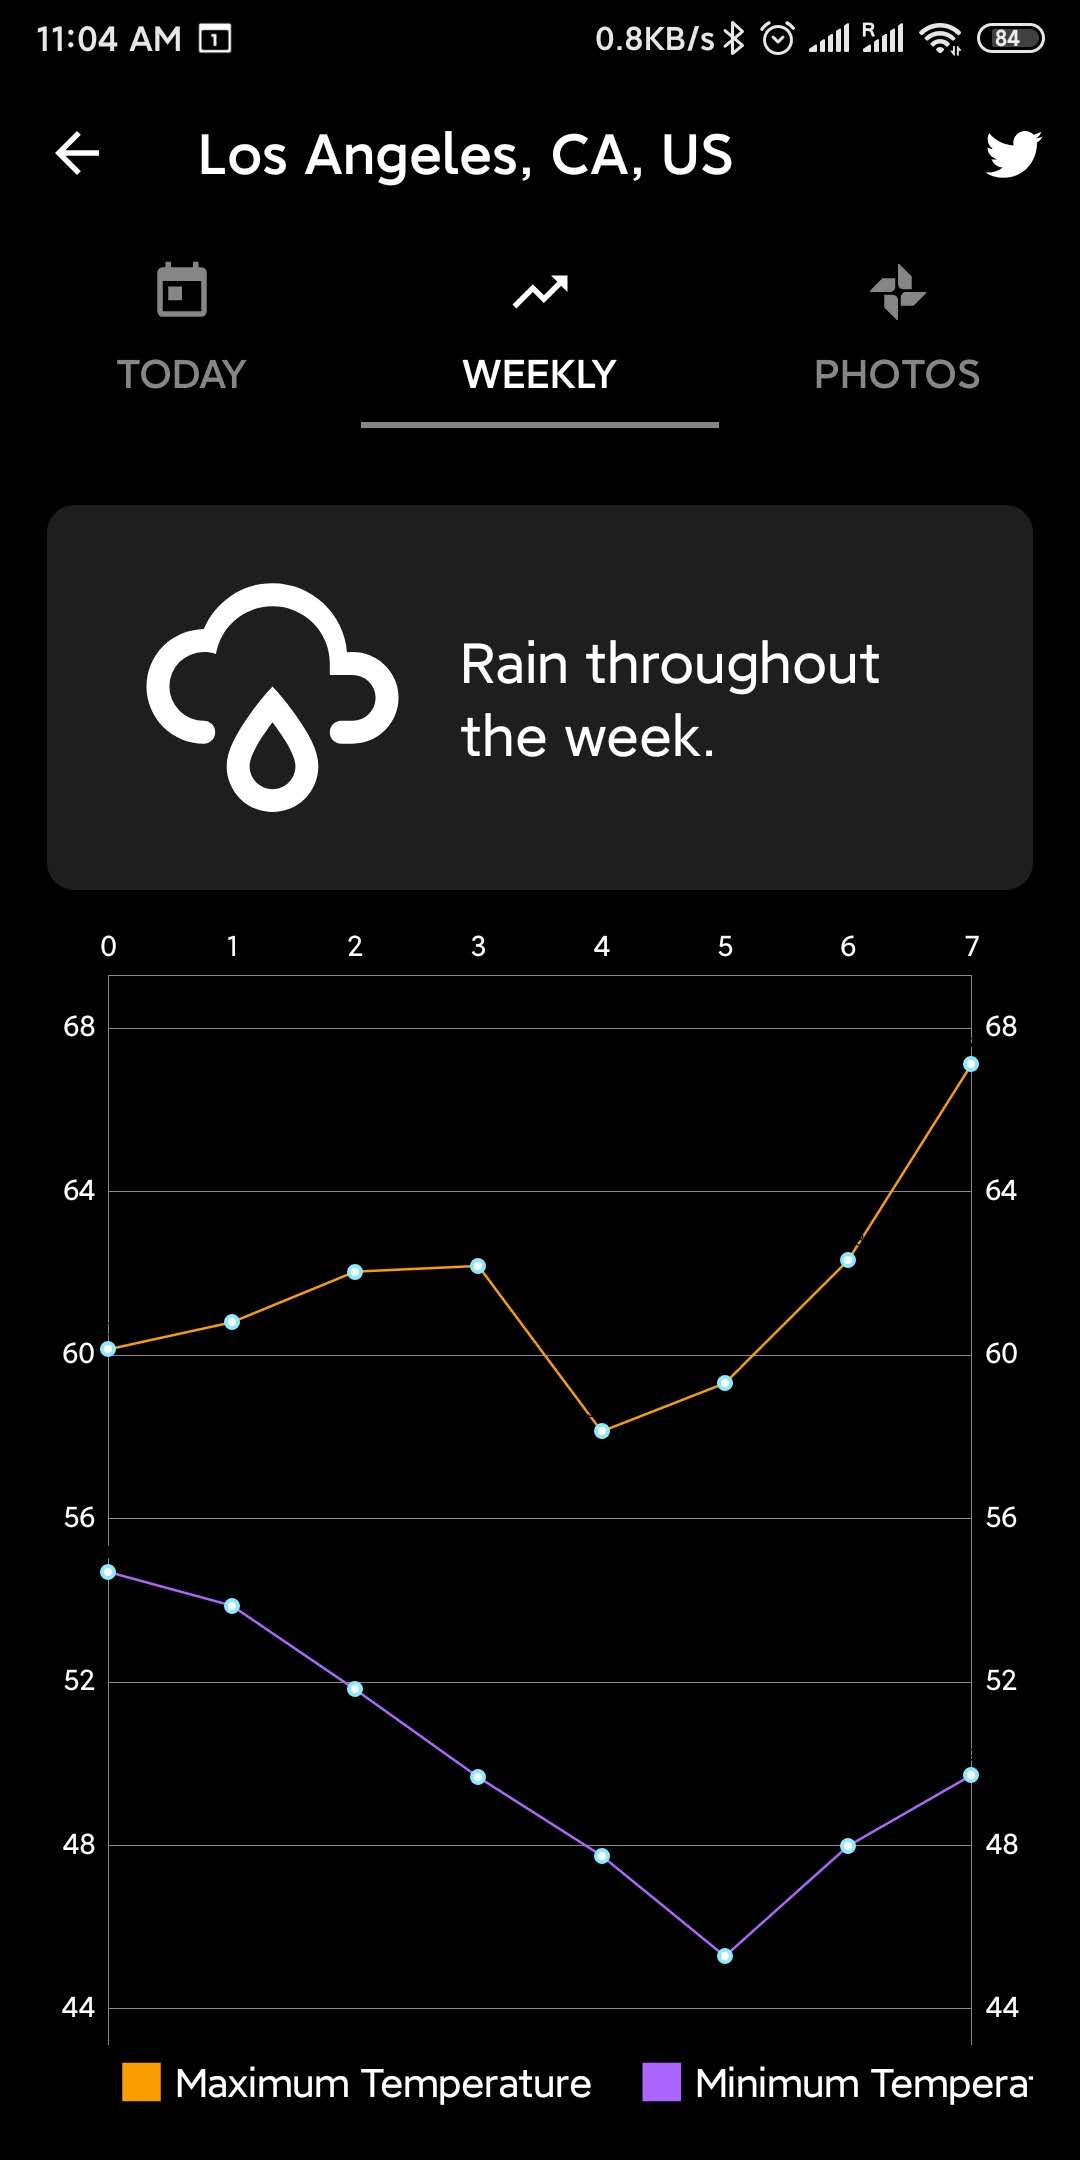 11:04 AM 1 0.8KB/s R 84
Los Angeles, CA, US
TODAY WEEKLY PHOTOS
Rain throughout
the week.
0 1 2 3 4 5 6 7
68 68
64 64
60 60
56 56
52 52
48 48
44 44
Maximum Temperature Minimum Tempera